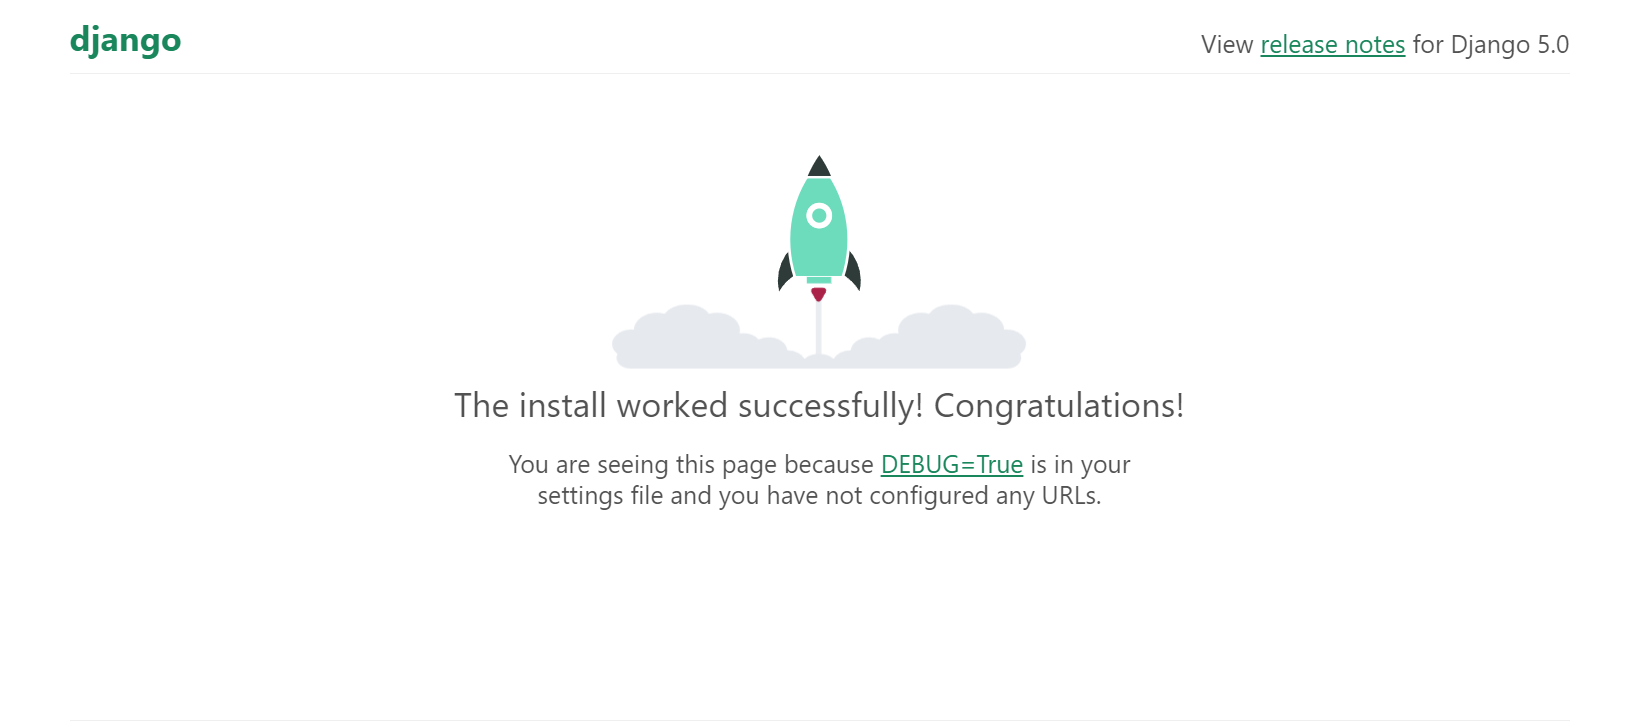 django
View release notes for Django 5.0
The install worked successfully! Congratulations!
You are seeing this page because DEBUG=True is in your
settings file and you have not configured any URLs.